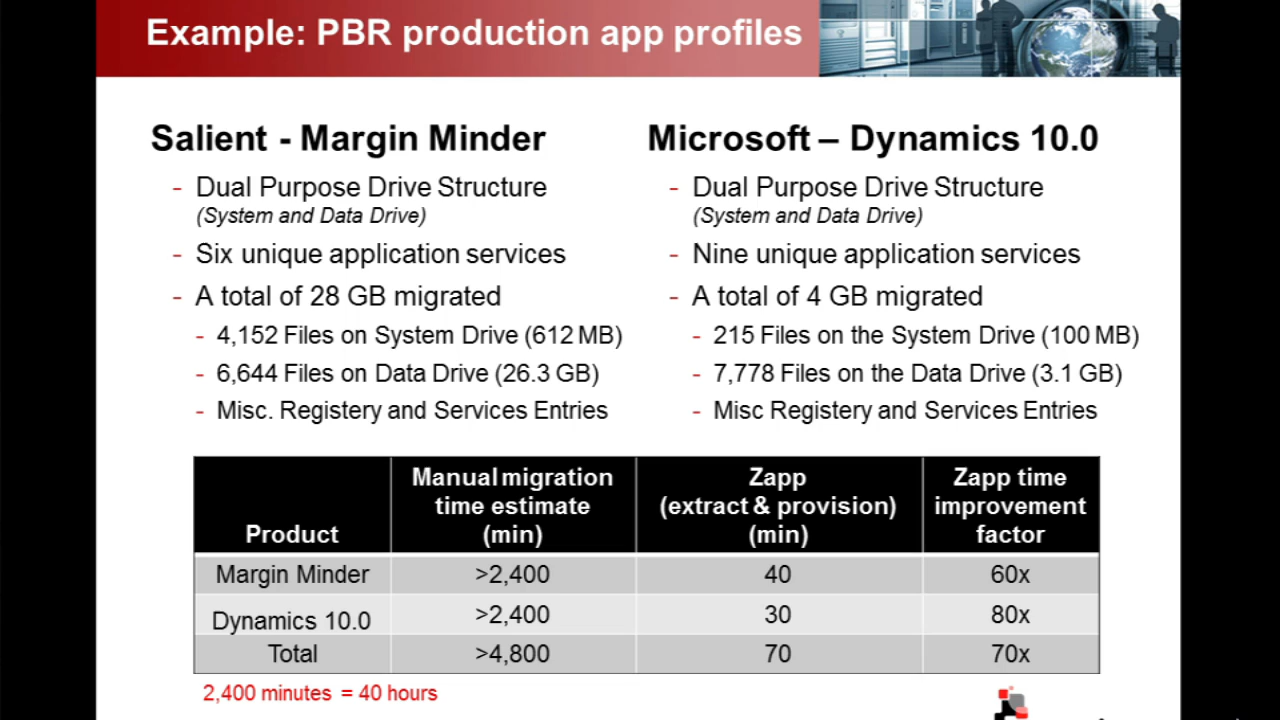 Example: PBR production app profiles
Salient - Margin Minder
- Dual Purpose Drive Structure
(System and Data Drive)
- Six unique application services
- A total of 28 GB migrated
- 4,152 Files on System Drive (612 MB)
- 6,644 Files on Data Drive (26.3 GB)
- Misc. Registery and Services Entries
Microsoft – Dynamics 10.0
- Dual Purpose Drive Structure
(System and Data Drive)
- Nine unique application services
- A total of 4 GB migrated
- 215 Files on the System Drive (100 MB)
- 7,778 Files on the Data Drive (3.1 GB)
- Misc Registery and Services Entries
Product
Manual migration
time estimate
(min)
Zapp
(extract & provision)
(min)
Zapp time
improvement
factor
Margin Minder >2,400 40 60x
Dynamics 10.0 >2,400 30 80x
Total >4,800 70 70x
2,400 minutes = 40 hours